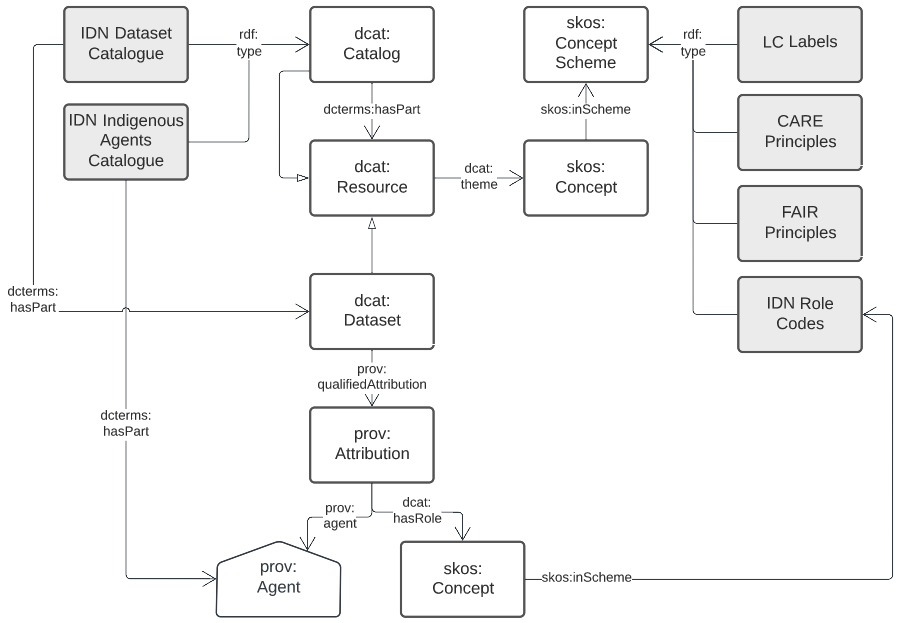 IDN Dataset
Catalogue
rdf:
type
dcat:
Catalog
skos:
Concept
Scheme
rdf:
type
LC Labels
IDN Indigenous
Agents
Catalogue
dcterms:hasPart
skos:inScheme
CARE
Principles
dcat:
Resource
dcat:
theme
skos:
Concept
FAIR
Principles
dcterms:
hasPart
dcat:
Dataset
IDN Role
Codes
prov:
qualifiedAttribution
dcterms:
hasPart
prov:
Attribution
prov:
agent
dcat:
hasRole
prov:
Agent
skos:
Concept
skos:inScheme